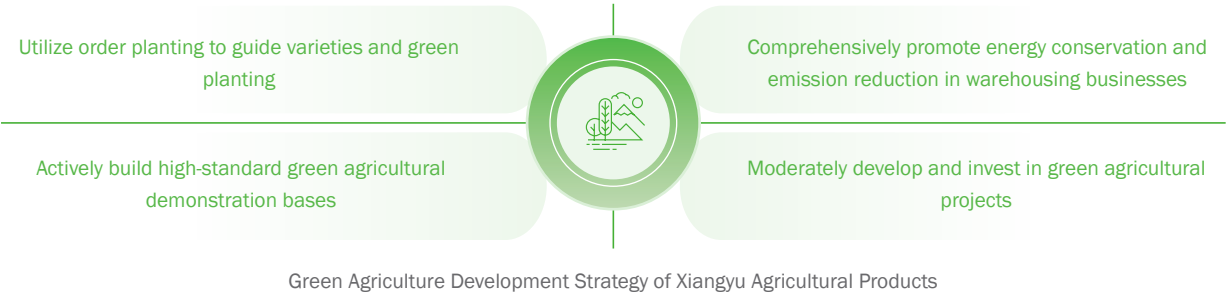 Utilize order planting to guide varieties and green
planting
Comprehensively promote energy conservation and
emission reduction in warehousing businesses
Actively build high-standard green agricultural
demonstration bases
Moderately develop and invest in green agricultural
projects
Green Agriculture Development Strategy of Xiangyu Agricultural Products